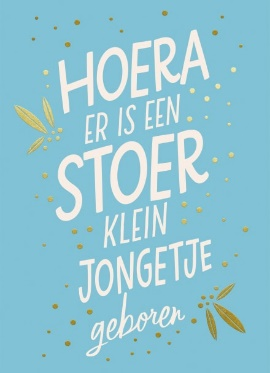 HOERA
ER IS EEN
STOER
KLEIN
JONGETJE
geboren